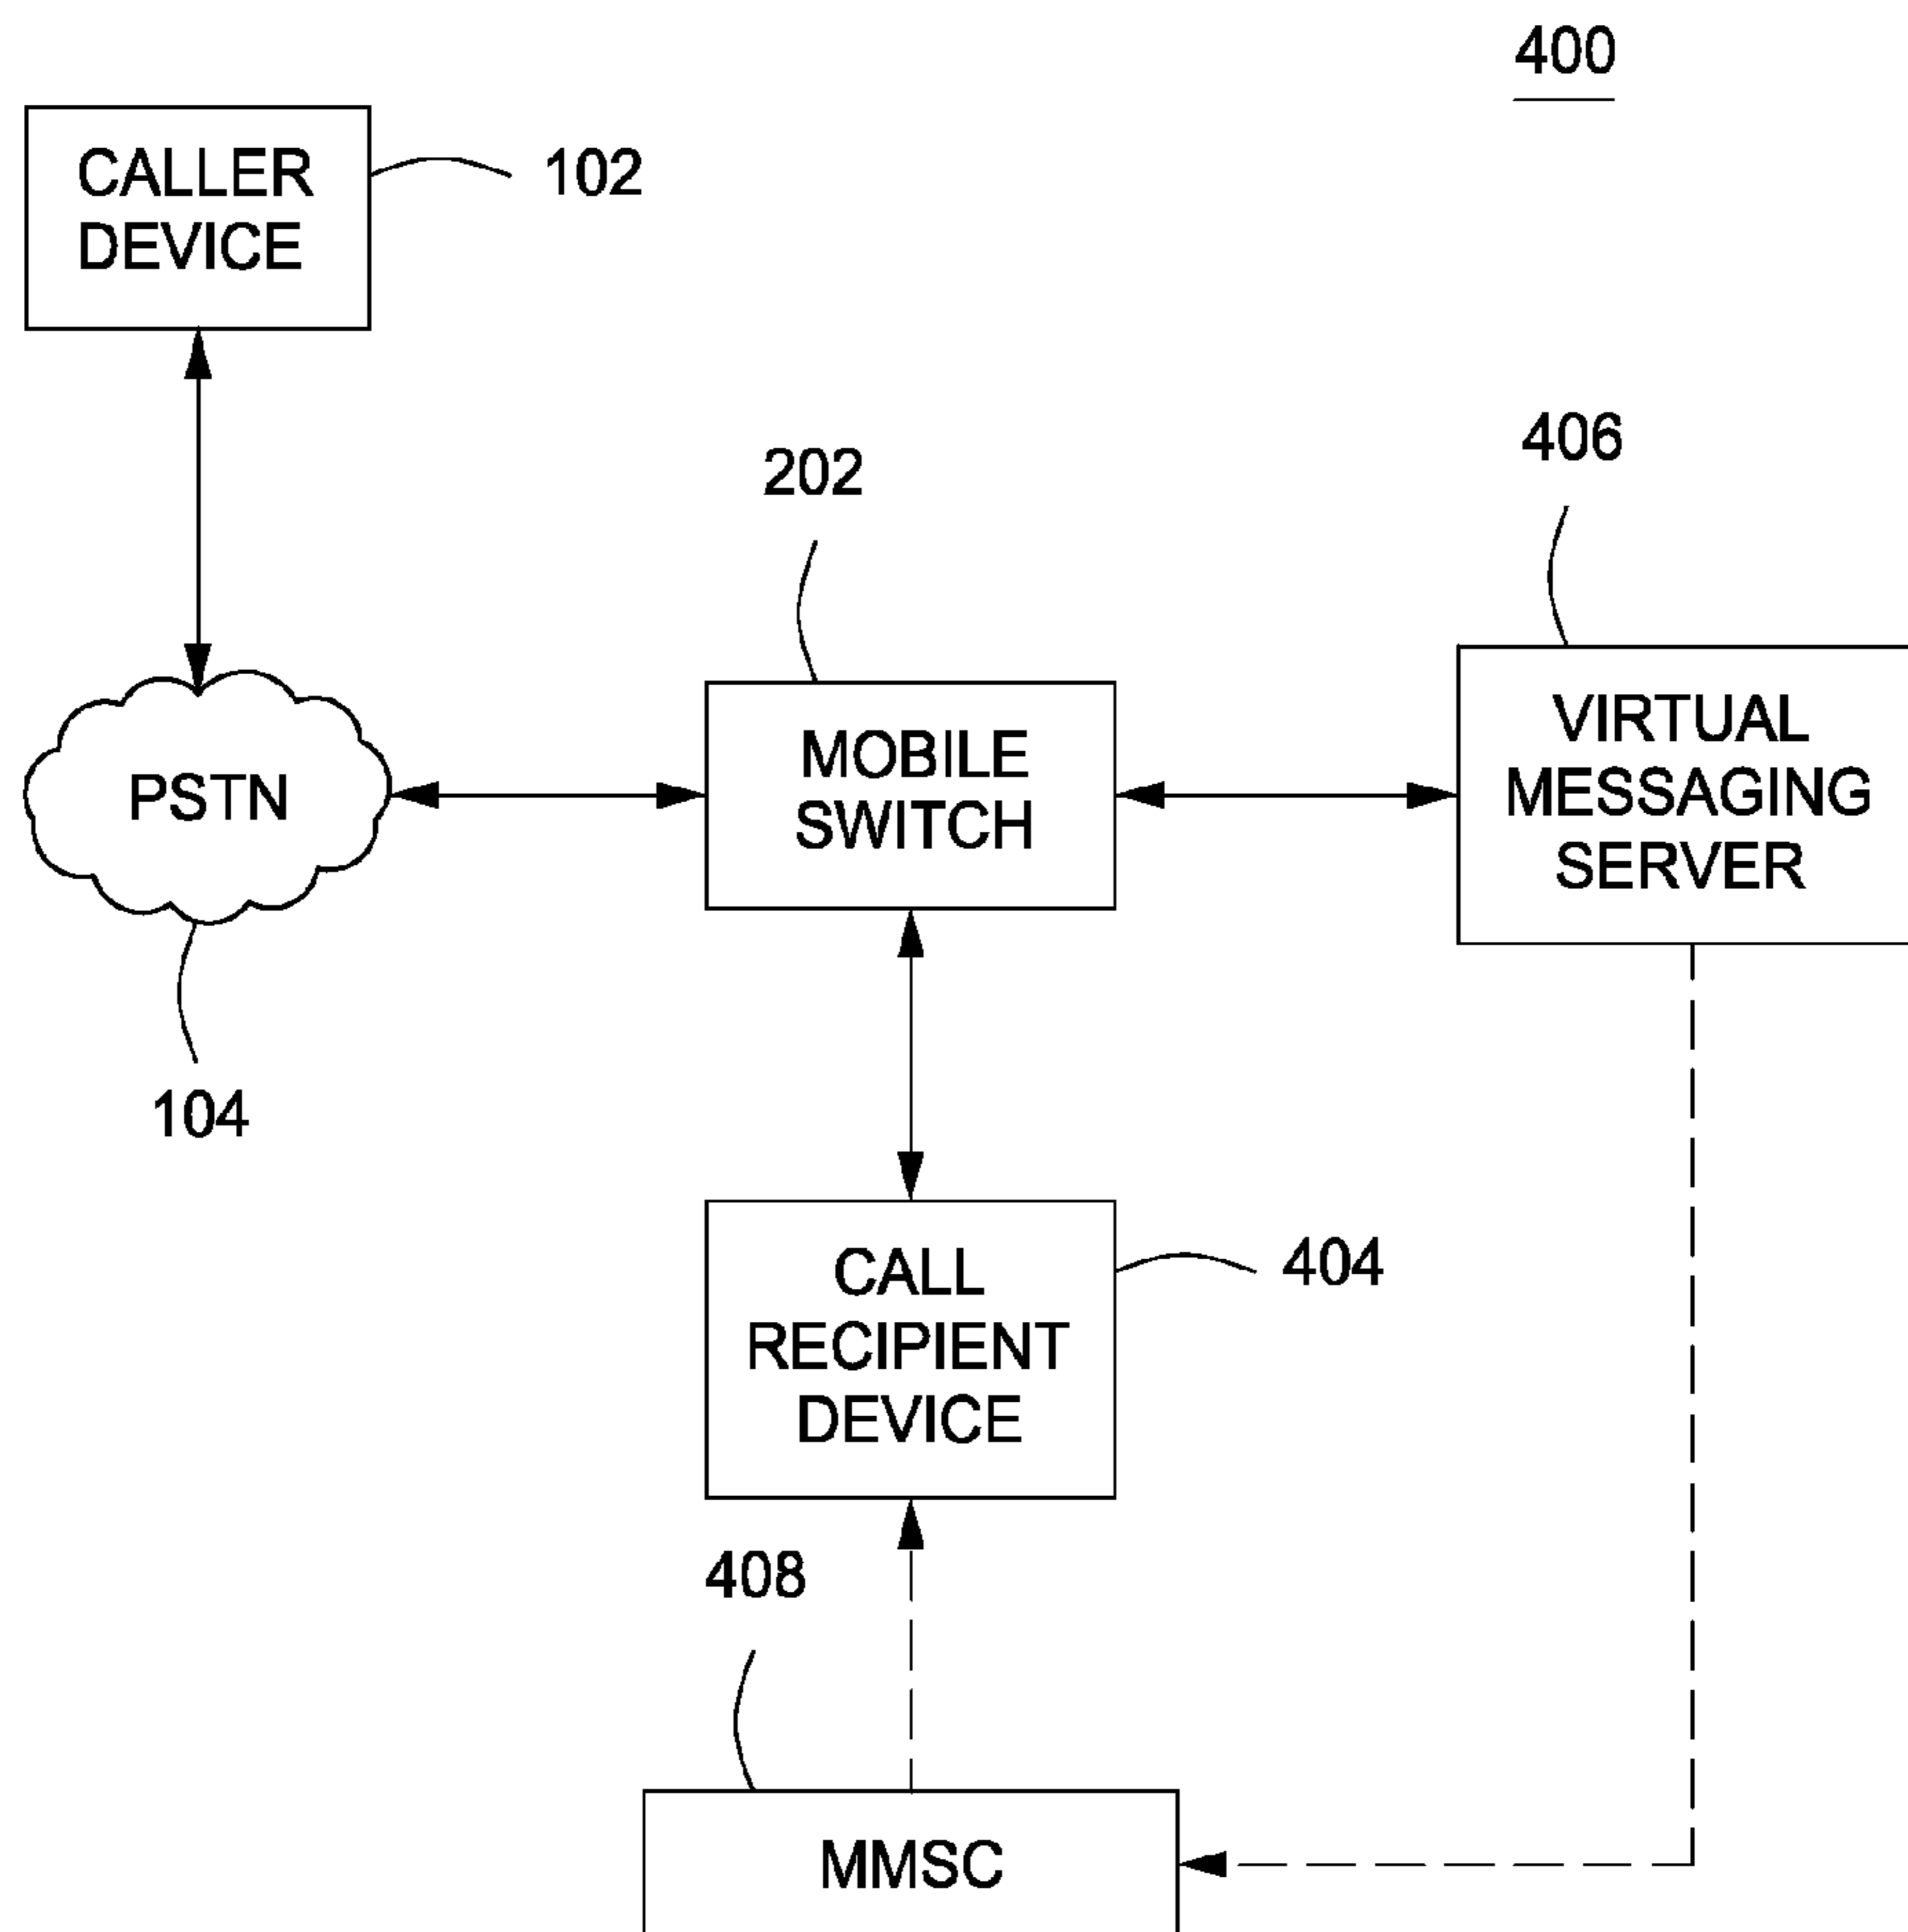 400
CALLER
DEVICE
102
202
406
PSTN
MOBILE
SWITCH
VIRTUAL
MESSAGING
SERVER
104
CALL
RECIPIENT
DEVICE
404
408
MMSC